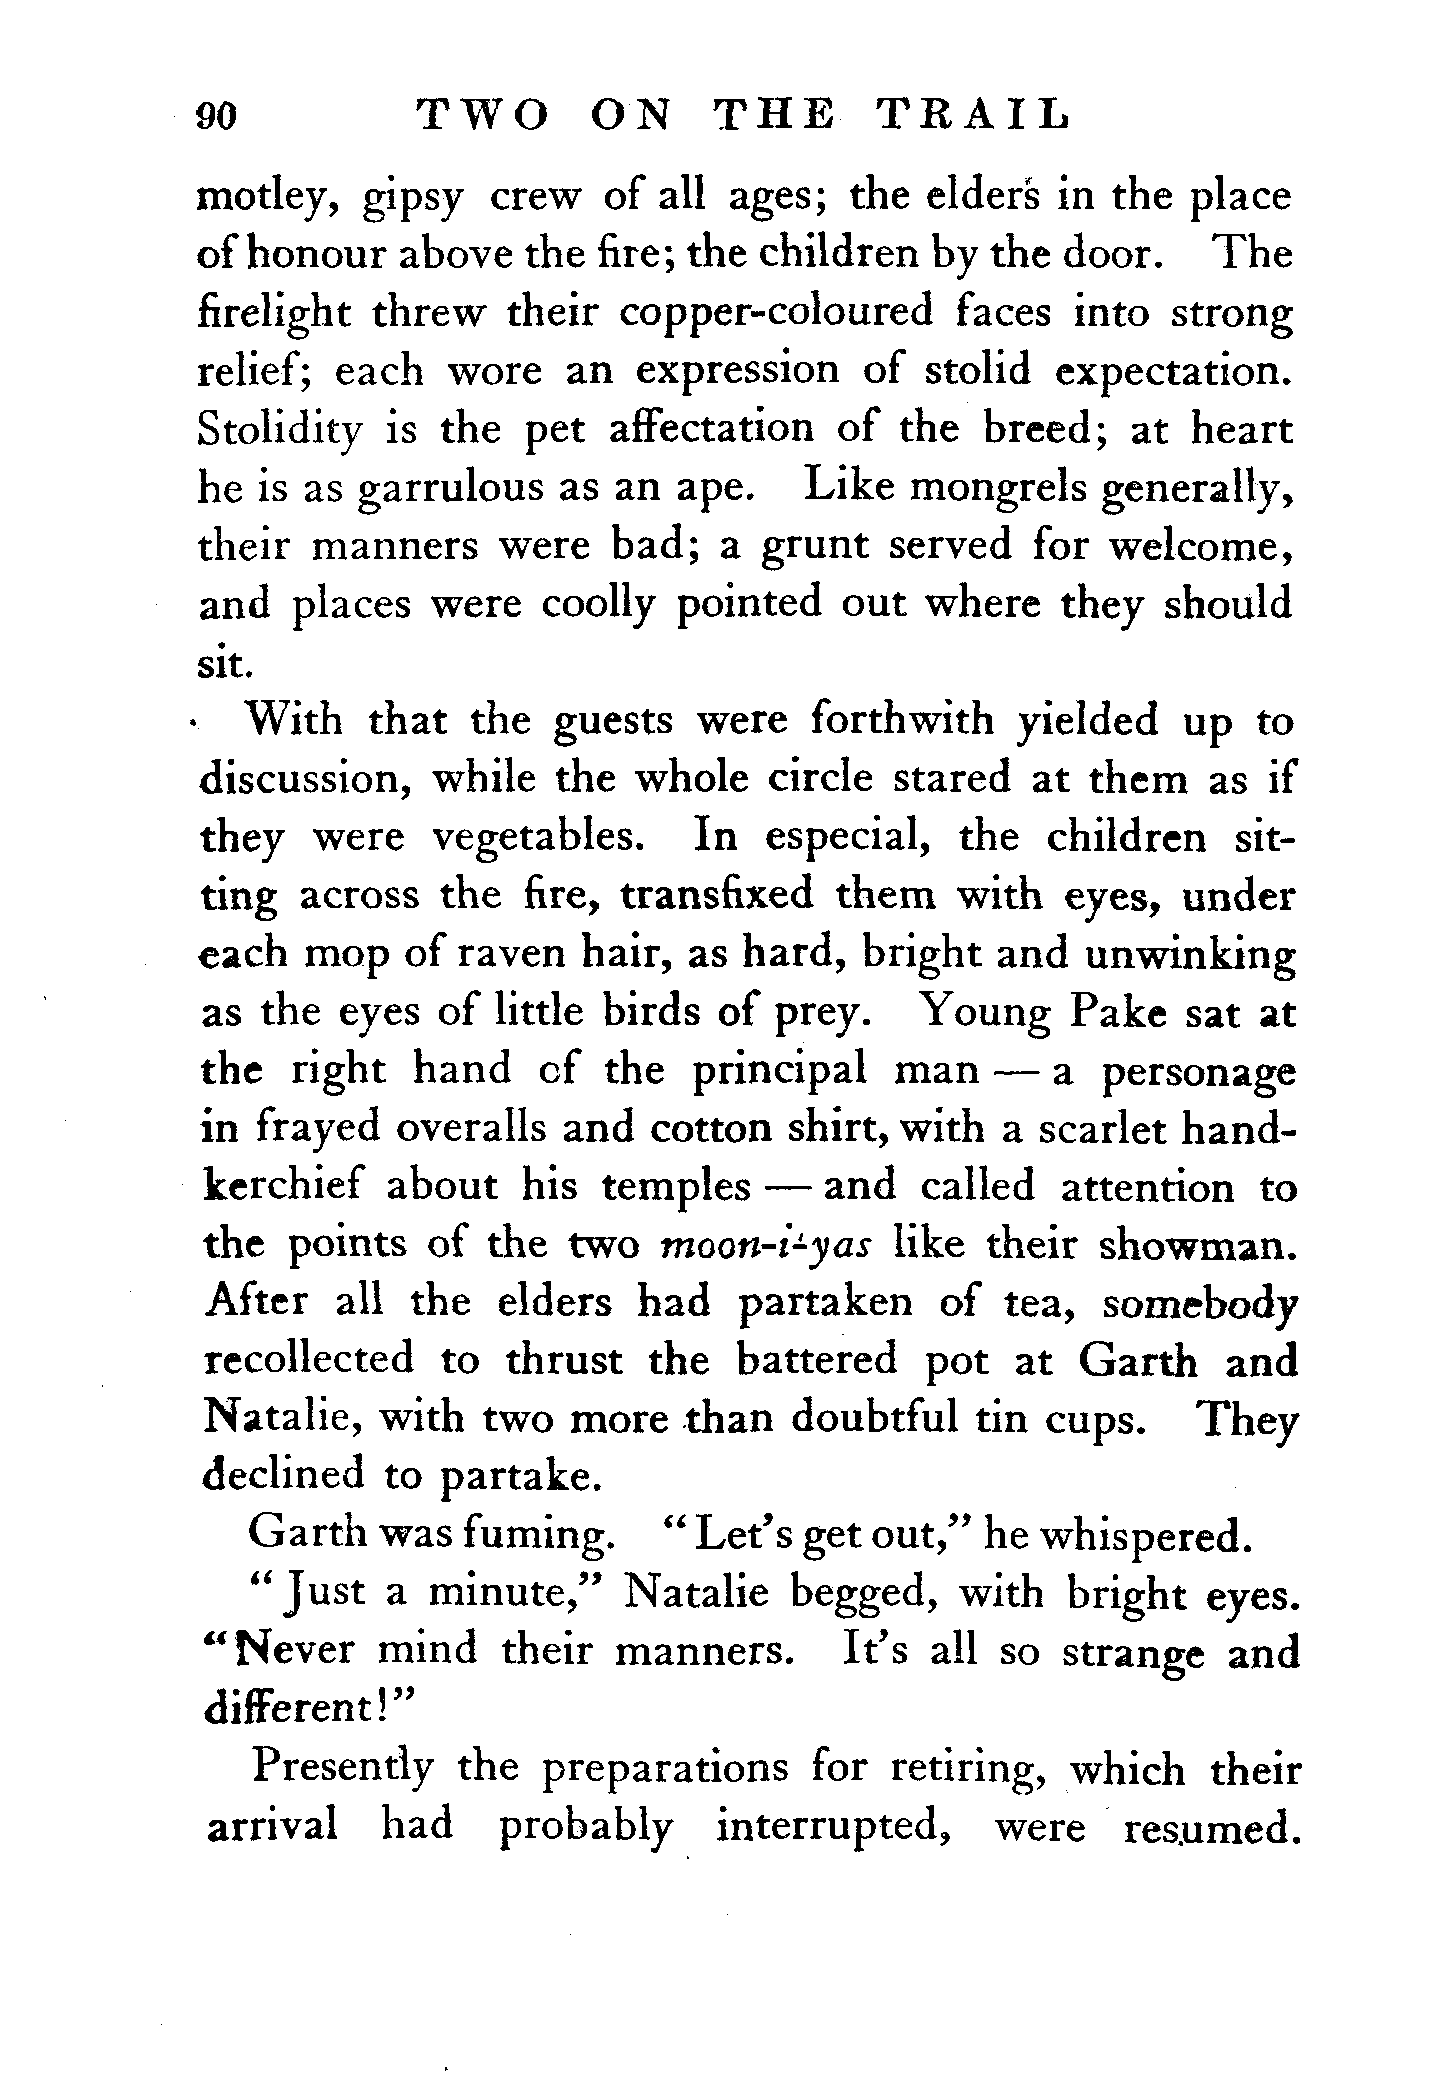 90 TWO ON THE TRAIL
motley, gipsy crew of all ages; the elders in the place
of honour above the fire; the children by the door. The
firelight threw their copper-coloured faces into strong
relief; each wore an expression of stolid expectation.
Stolidity is the pet affectation of the breed; at heart
he is as garrulous as an ape. Like mongrels generally,
their manners were bad; a grunt served for welcome,
and places were coolly pointed out where they should
sit.
With that the guests were forthwith yielded up to
discussion, while the whole circle stared at them as if
they were vegetables. In especial, the children sit-
ting across the fire, transfixed them with eyes, under
each mop of raven hair, as hard, bright and unwinking
as the eyes of little birds of prey. Young Pake sat at
the right hand of the principal man — a personage
in frayed overalls and cotton shirt, with a scarlet hand-
kerchief about his temples — and called attention to
the points of the two moon-i-yas like their showman.
After all the elders had partaken of tea, somebody
recollected to thrust the battered pot at Garth and
Natalie, with two more than doubtful tin cups. They
declined to partake.
Garth was fuming. "Let's get out," he whispered.
"Just a minute," Natalie begged, with bright eyes.
"Never mind their manners. It's all so strange and
different!"
Presently the preparations for retiring, which their
arrival had probably interrupted, were resumed.